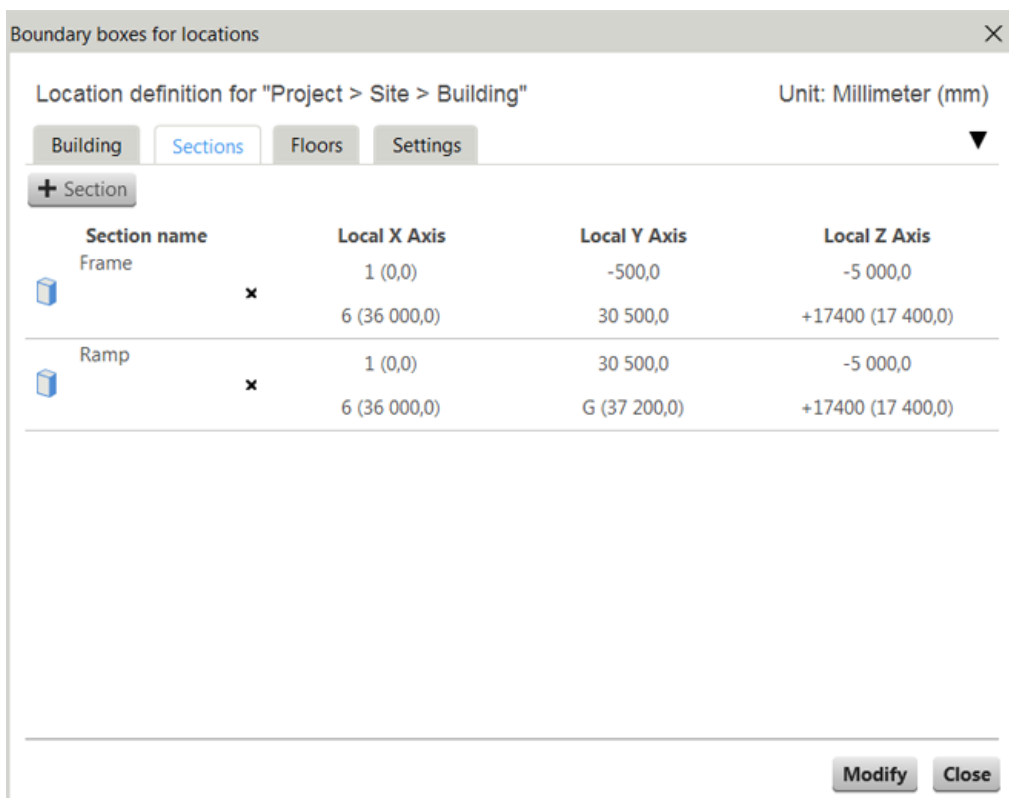 Boundary boxes for locations
Location definition for "Project > Site > Building" Unit: Millimeter (mm)
Building Sections Floors Settings
+ Section
Section name Local X Axis Local Y Axis Local Z Axis
Frame
1 (0,0) -500,0 -5 000,0
6 (36 000,0) 30 500,0 +17400 (17 400,0)
Ramp
1 (0,0) 30 500,0 -5 000,0
6 (36 000,0) G (37 200,0) +17400 (17 400,0)
Modify Close